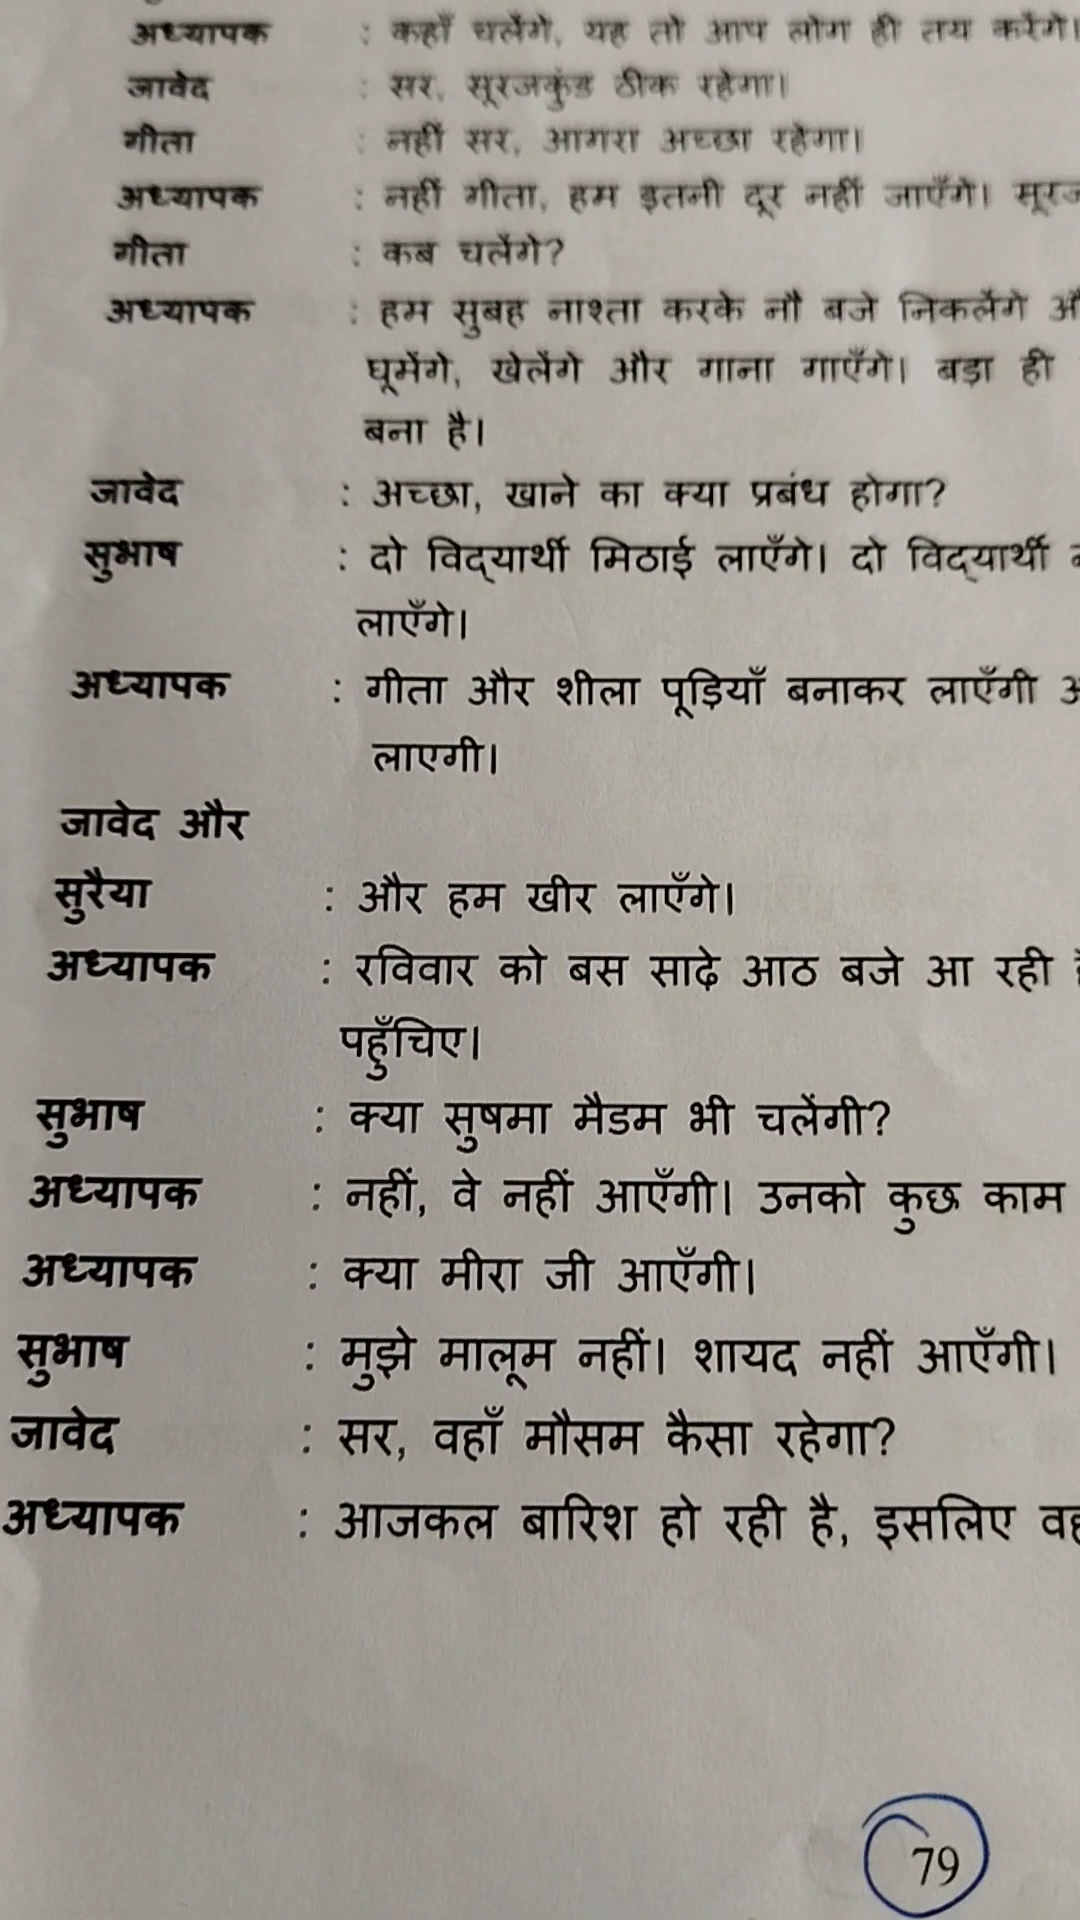 अध्यापक : कहाँ चलेंगे, यह तो आप लोग ही तय करेंगे।
जावेद : सर, सूरजकुंड ठीक रहेगा।
गीता : नहीं सर, आगरा अच्छा रहेगा।
अध्यापक : नहीं गीता, हम इतनी दूर नहीं जाएँगे।
गीता : कब चलेंगे?
अध्यापक : हम सुबह नाश्ता करके नौ बजे निकलेंगे
घूमेंगे, खेलेंगे और गाना गाएँगे। बड़ा ही
बना है।
जावेद : अच्छा, खाने का क्या प्रबंध होगा?
सुभाष : दो विद्यार्थी मिठाई लाएँगे। दो विद्यार्थी
लाएँगे।
अध्यापक : गीता और शीला पूड़ियाँ बनाकर लाएँगी
लाएगी।
जावेद और
सुरैया : और हम खीर लाएँगे।
अध्यापक : रविवार को बस साढ़े आठ बजे आ रही
पहुँचिए।
सुभाष : क्या सुषमा मैडम भी चलेंगी?
अध्यापक : नहीं, वे नहीं आएँगी। उनको कुछ काम
अध्यापक : क्या मीरा जी आएँगी।
सुभाष : मुझे मालूम नहीं। शायद नहीं आएँगी।
जावेद : सर, वहाँ मौसम कैसा रहेगा?
अध्यापक : आजकल बारिश हो रही है, इसलिए
79